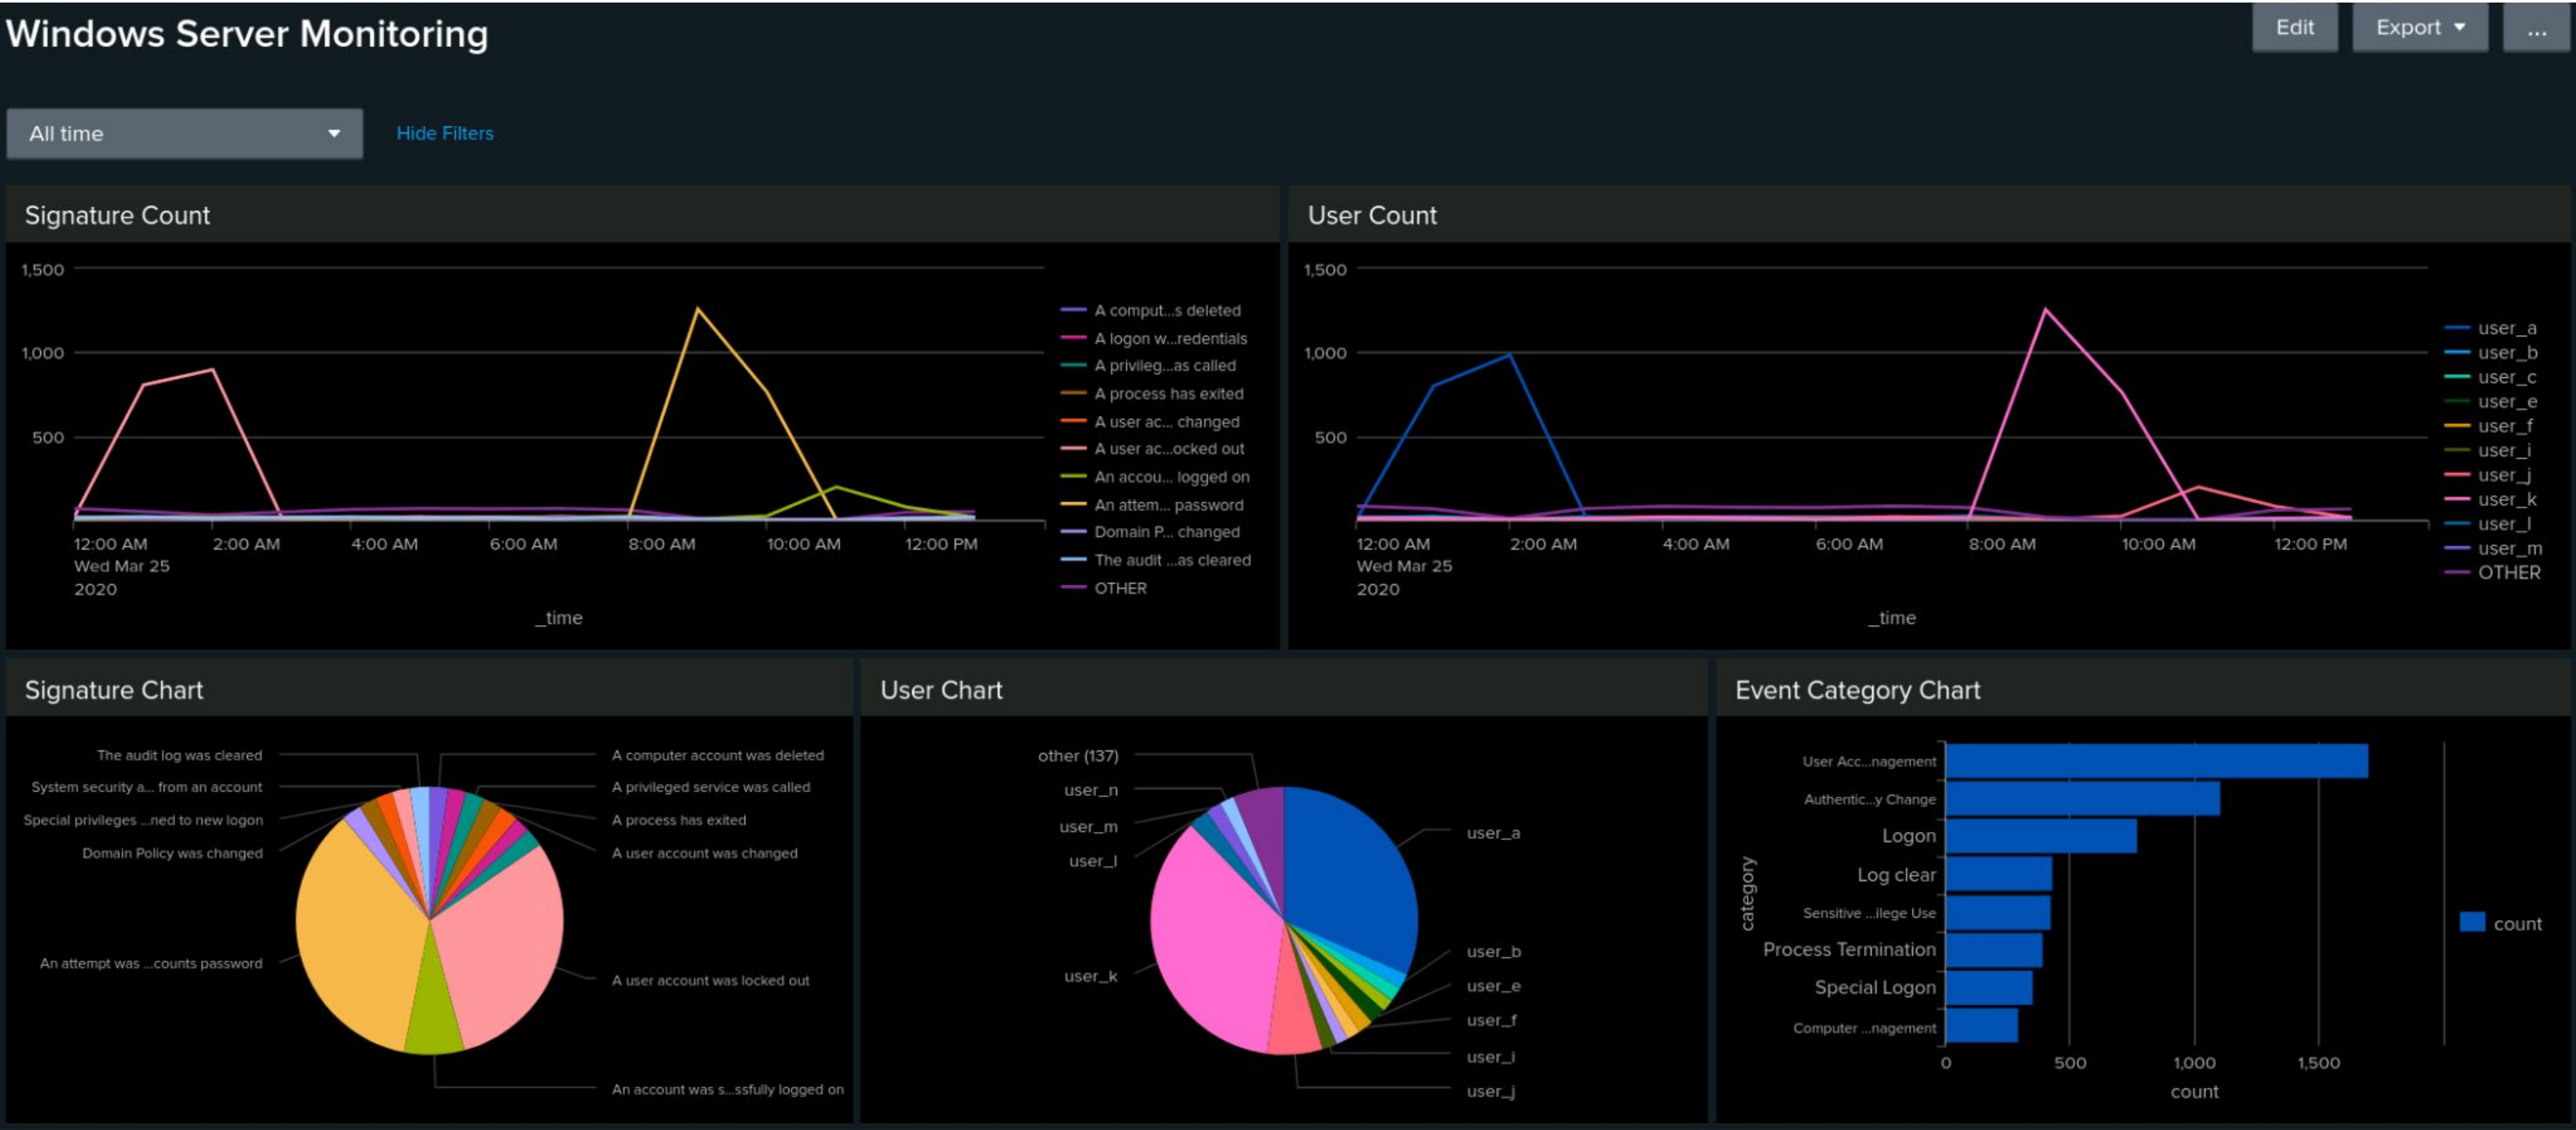 Windows Server Monitoring
Edit
Export
...
All time
Hide Filters
Signature Count
1,500
1,000
500
12:00 AM
Wed Mar 25
2020
2:00 AM
4:00 AM
6:00 AM
8:00 AM
10:00 AM
12:00 PM
_time
A comput...s deleted
A logon w...redentials
A privileg...as called
A process has exited
A user ac... changed
A user ac...ocked out
An accou... logged on
An attem... password
Domain P... changed
The audit ...as cleared
OTHER
User Count
1,500
1,000
500
12:00 AM
Wed Mar 25
2020
2:00 AM
4:00 AM
6:00 AM
8:00 AM
10:00 AM
12:00 PM
_time
user_a
user_b
user_c
user_e
user_f
user_i
user_j
user_k
user_l
user_m
OTHER
Signature Chart
The audit log was cleared
System security a... from an account
Special privileges ...ned to new logon
Domain Policy was changed
An attempt was ...counts password
A computer account was deleted
A privileged service was called
A process has exited
A user account was changed
A user account was locked out
An account was s...ssfully logged on
User Chart
other (137)
user_n
user_m
user_l
user_k
user_a
user_b
user_e
user_f
user_i
user_j
Event Category Chart
category
User Acc...nagement
Authentic...y Change
Logon
Log clear
Sensitive ...ilege Use
Process Termination
Special Logon
Computer ...nagement
0
500
1,000
1,500
count
count